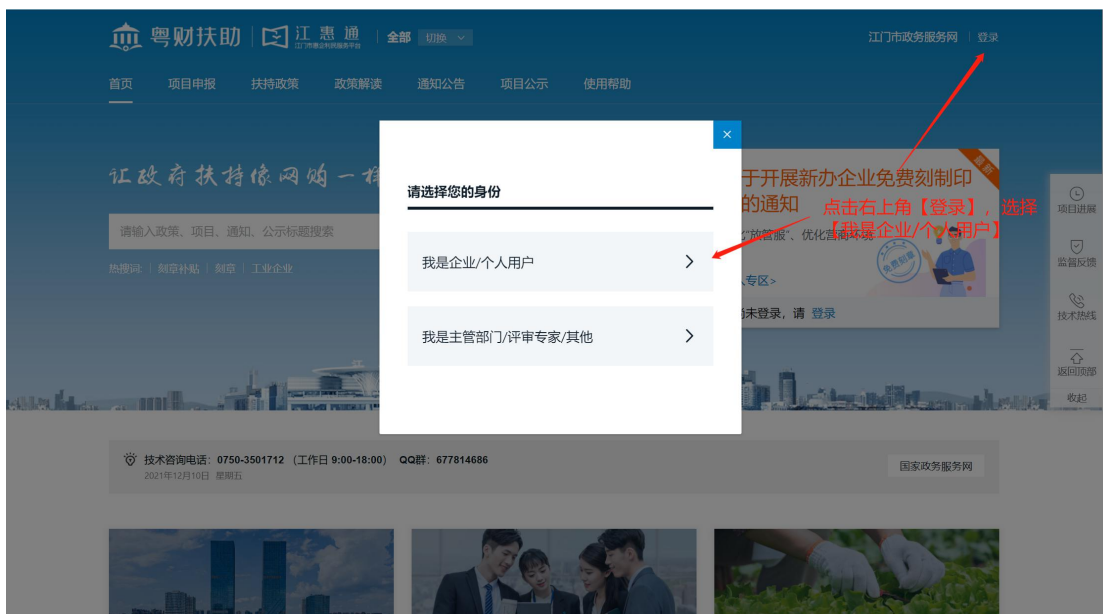 粤财扶助 江惠通 全部 切换 江门市政务服务网 登录
江门市惠企利民服务平台
首页 项目申报 扶持政策 政策解读 通知公告 项目公示 使用帮助
让政府扶持像网购一样
请输入政策、项目、通知、公示标题搜索
热搜词: 刻章补贴 刻章 工业企业
×
请选择您的身份
我是企业/个人用户
我是主管部门/评审专家/其他
最新
于开展新办企业免费刻制印
的通知
点击右上角【登录】，选择
【我是企业/个人用户】
化“放管服”、优化营商环境
免费刻章
人专区>
尚未登录，请 登录
项目进展
监督反馈
技术热线
返回顶部
收起
技术咨询电话: 0750-3501712 （工作日 9:00-18:00） QQ群: 677814686
2021年12月10日 星期五
国家政务服务网